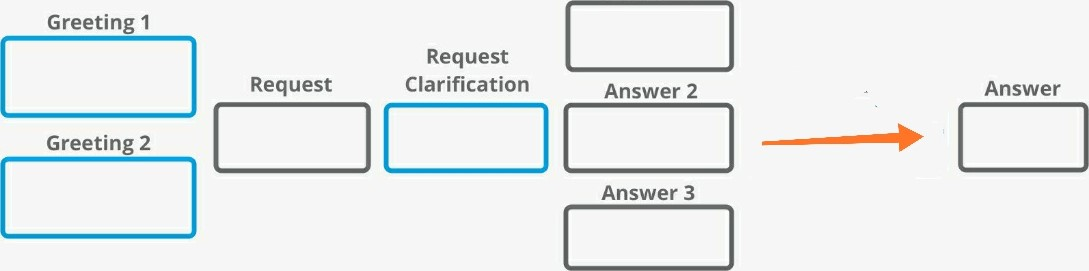 Greeting 1
Greeting 2
Request
Request
Clarification
Answer 2
Answer 3
Answer